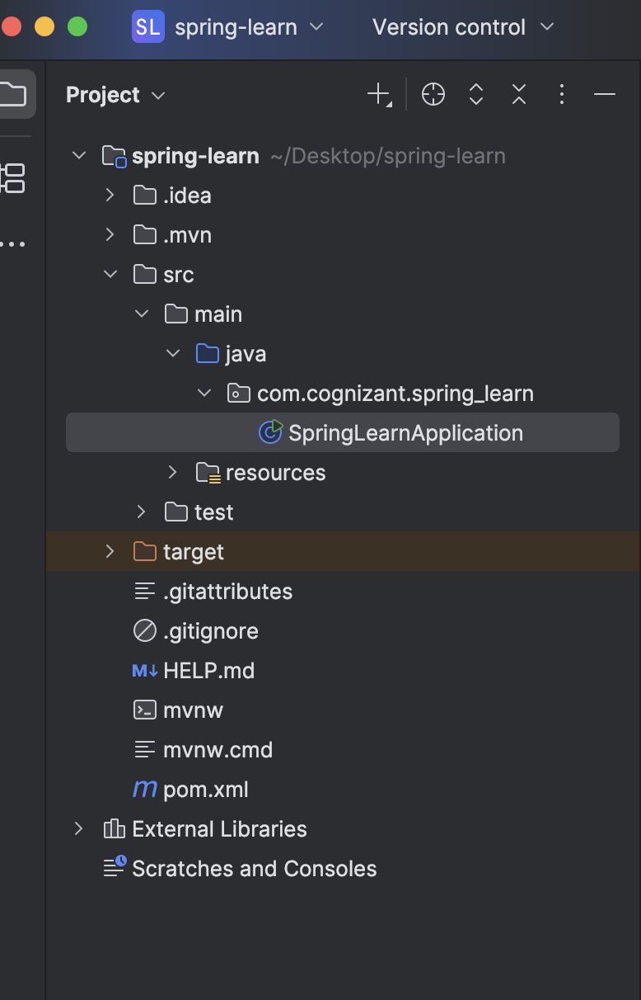 SL spring-learn Version control
Project
spring-learn ~/Desktop/spring-learn
.idea
.mvn
src
main
java
com.cognizant.spring_learn
SpringLearnApplication
resources
test
target
.gitattributes
.gitignore
HELP.md
mvnw
mvnw.cmd
pom.xml
External Libraries
Scratches and Consoles